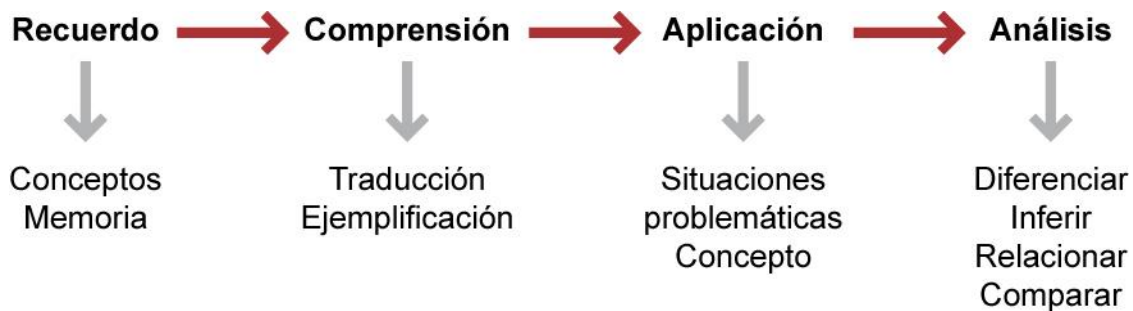 Recuerdo
Comprensión
Aplicación
Análisis
Conceptos
Memoria
Traducción
Ejemplificación
Situaciones
problemáticas
Concepto
Diferenciar
Inferir
Relacionar
Comparar